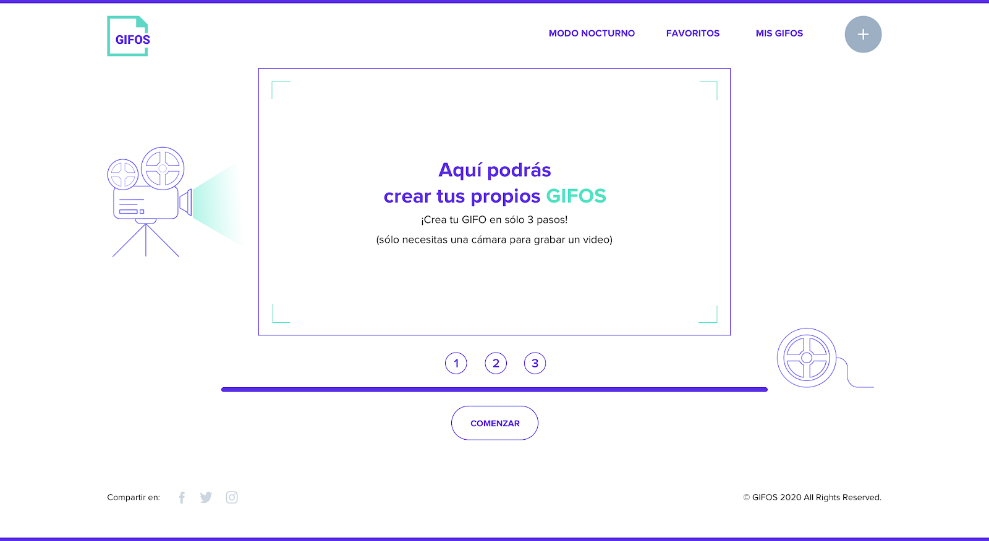 GIFOS
MODO NOCTURNO
FAVORITOS
MIS GIFOS
+
Aquí podrás
crear tus propios GIFOS
¡Crea tu GIFO en sólo 3 pasos!
(sólo necesitas una cámara para grabar un video)
1 2 3
COMENZAR
Compartir en:
© GIFOS 2020 All Rights Reserved.